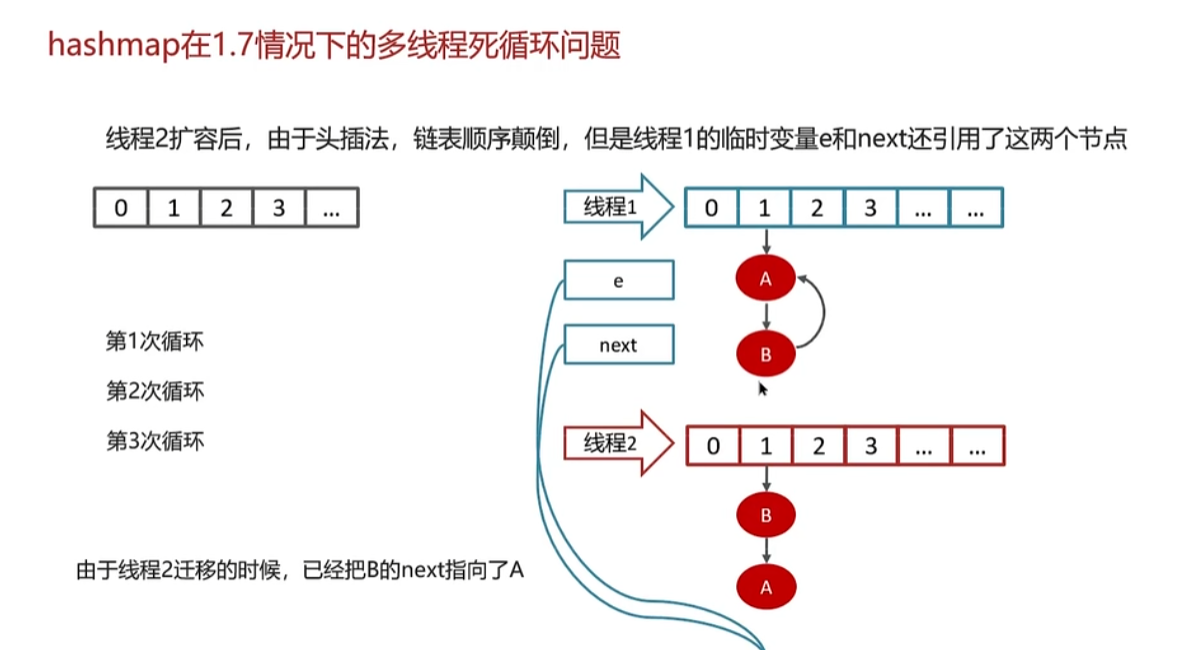 hashmap在1.7情况下的多线程死循环问题
线程2扩容后，由于头插法，链表顺序颠倒，但是线程1的临时变量e和next还引用了这两个节点
0 1 2 3 ...
线程1
0 1 2 3 ... ...
e
A
第1次循环
next
B
第2次循环
第3次循环
线程2
0 1 2 3 ... ...
B
由于线程2迁移的时候，已经把B的next指向了A
A